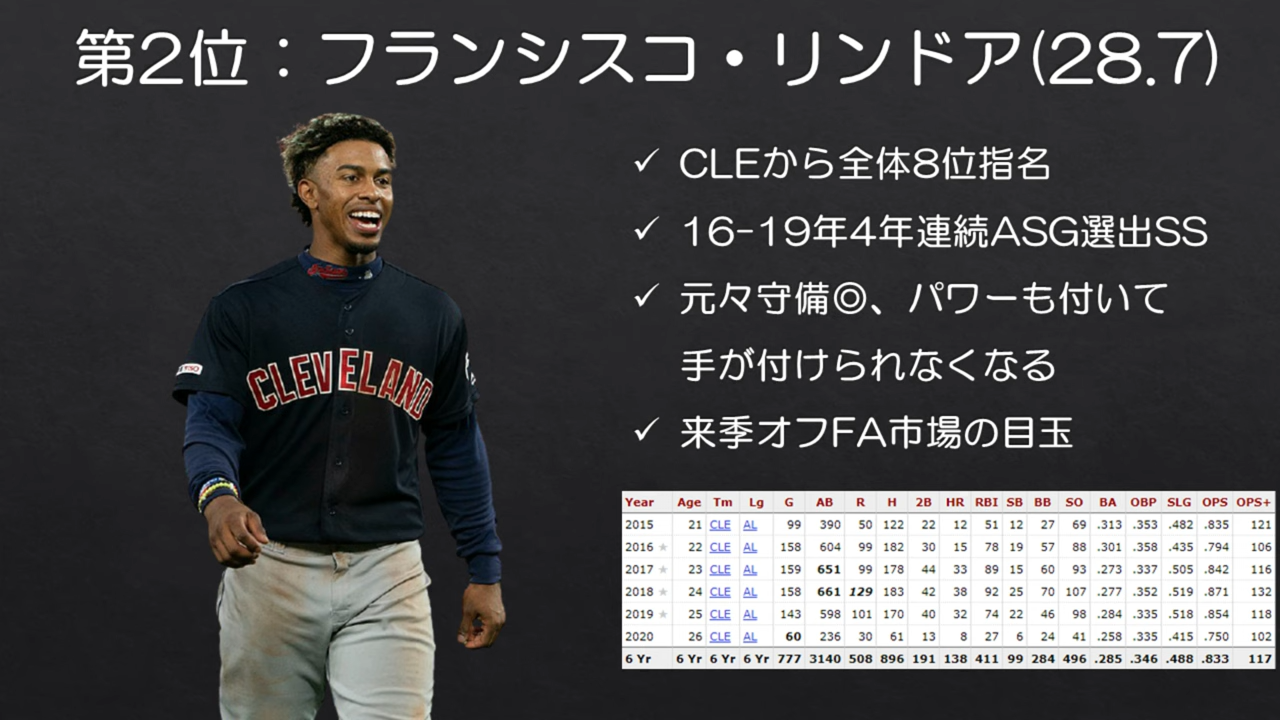 第2位：フランシスコ・リンドア(28.7)
✓ CLEから全体8位指名
✓ 16-19年4年連続ASG選出SS
✓ 元々守備◎、パワーも付いて
手が付けられなくなる
✓ 来季オフFA市場の目玉
CLEVELAND
Year Age Tm Lg G AB R H 2B HR RBI SB BB SO BA OBP SLG OPS OPS+
2015 21 CLE AL 99 390 50 122 22 12 51 12 27 69 .313 .353 .482 .835 121
2016 ★ 22 CLE AL 158 604 99 182 30 15 78 19 57 88 .301 .358 .435 .794 106
2017 ★ 23 CLE AL 159 651 99 178 44 33 89 15 60 93 .273 .337 .505 .842 116
2018 ★ 24 CLE AL 158 661 129 183 42 38 92 25 70 107 .277 .352 .519 .871 132
2019 ★ 25 CLE AL 143 598 101 170 40 32 74 22 46 98 .284 .335 .518 .854 118
2020 26 CLE AL 60 236 30 61 13 8 27 6 24 41 .258 .335 .415 .750 102
6 Yr 6 Yr 6 Yr 6 Yr 777 3140 508 896 191 138 411 99 284 496 .285 .346 .488 .833 117